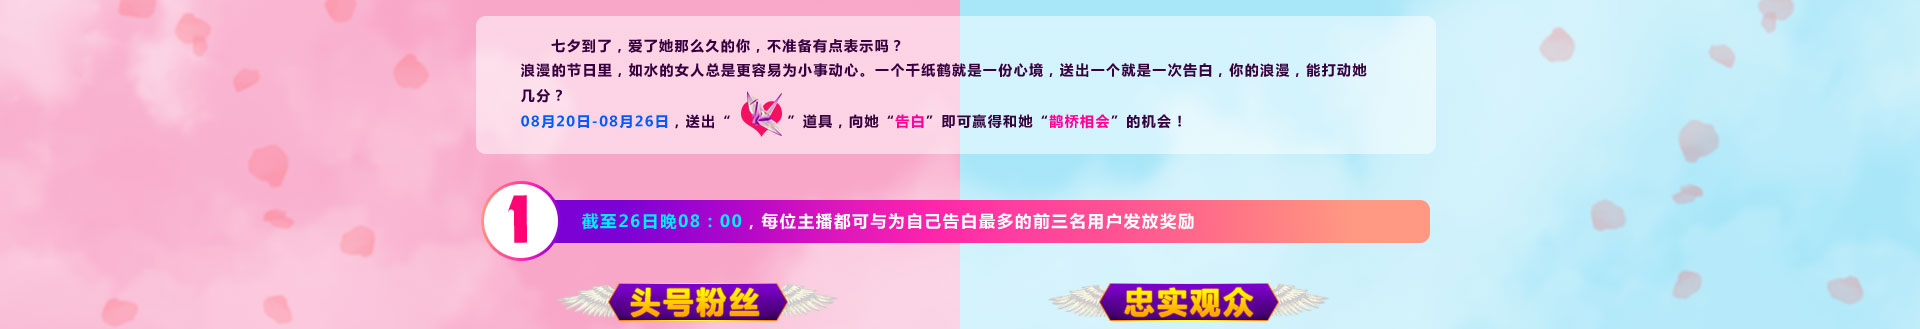 七夕到了，爱了她那么久的你，不准备有点表示吗？
浪漫的节日里，如水的女人总是更容易为小事动心。一个千纸鹤就是一份心境，送出一个就是一次告白，你的浪漫，能打动她
几分？
08月20日-08月26日，送出“ ”道具，向她“告白”即可赢得和她“鹊桥相会”的机会！
1
截至26日晚08：00，每位主播都可与为自己告白最多的前三名用户发放奖励
头号粉丝
忠实观众